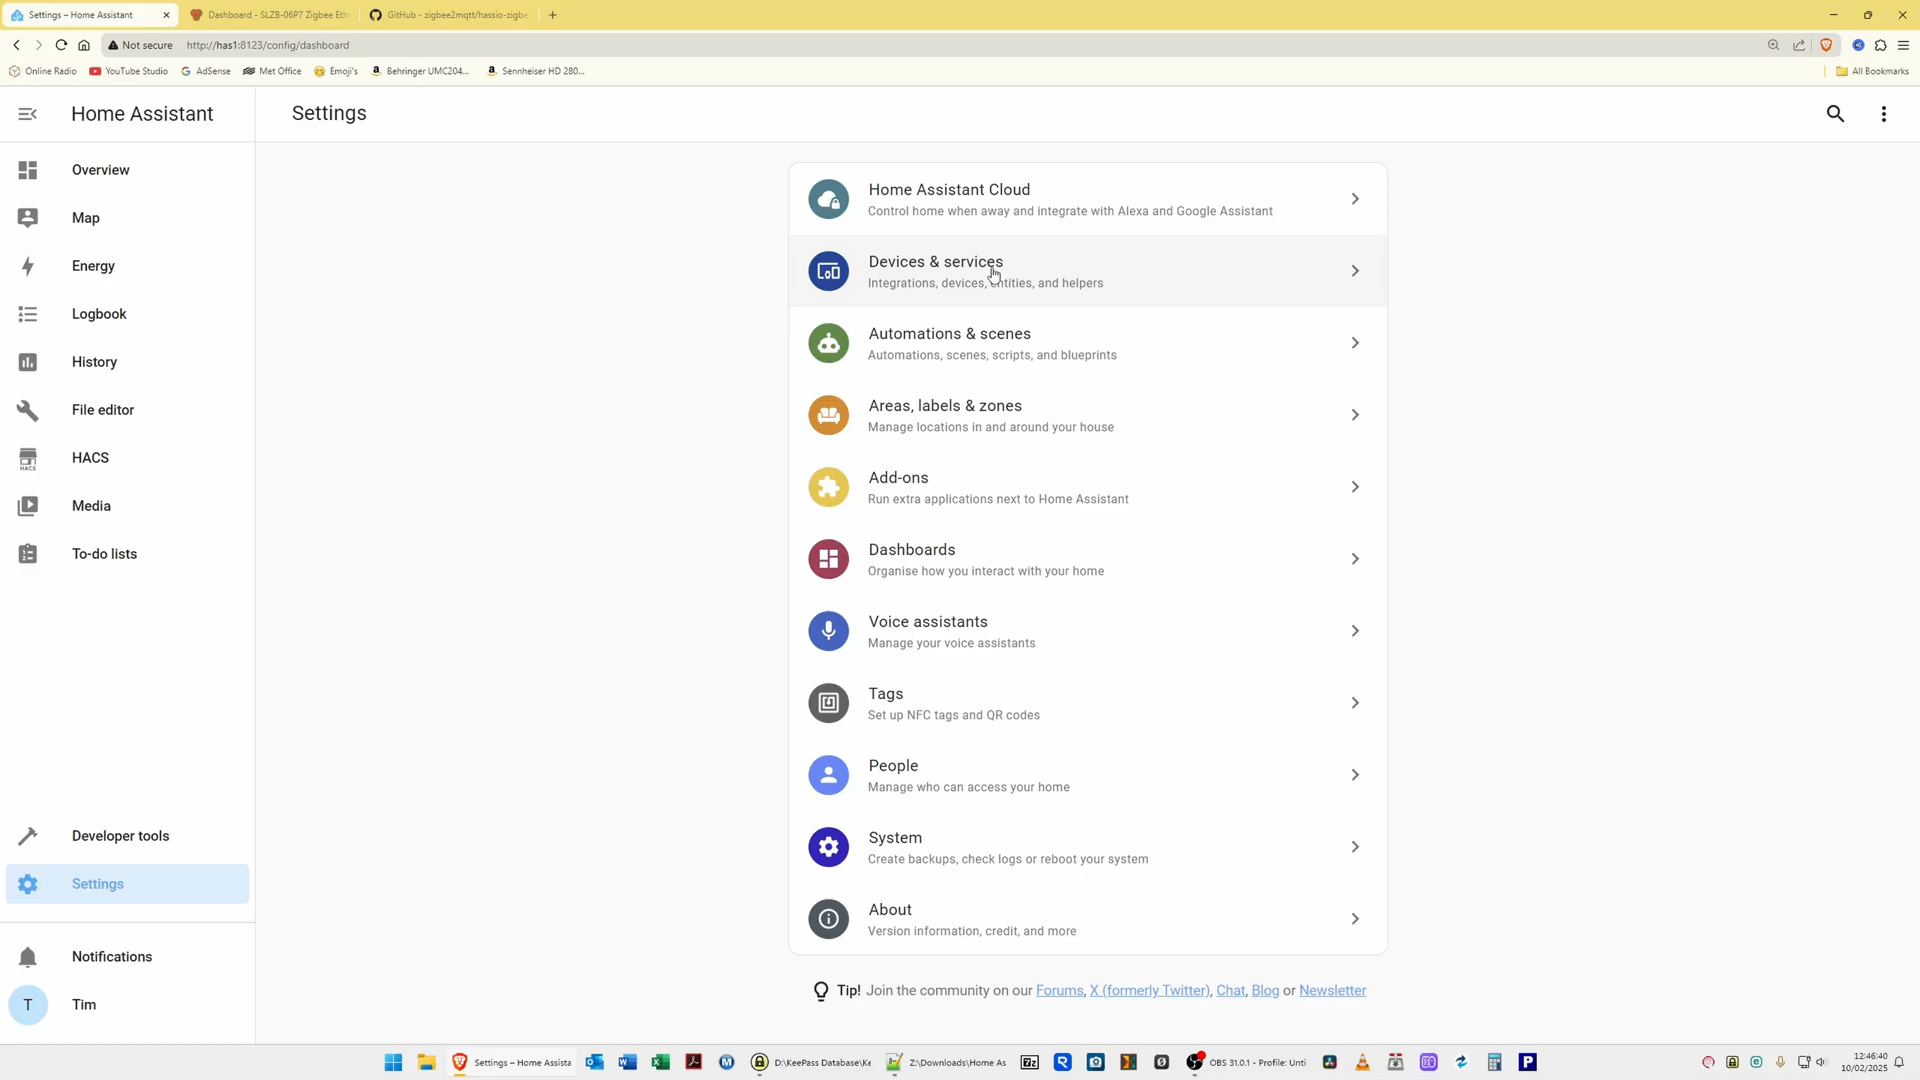 Settings – Home Assistant
Dashboard - SLZB-06P7 Zigbee Eth
GitHub - zigbee2mqtt/hassio-zigbe
Not secure
http://has1:8123/config/dashboard
Online Radio
YouTube Studio
AdSense
Met Office
Emoji's
Behringer UMC204...
Sennheiser HD 280...
All Bookmarks
Home Assistant
Settings
Overview
Map
Energy
Logbook
History
File editor
HACS
HACS
Media
To-do lists
Developer tools
Settings
Notifications
T
Tim
Home Assistant Cloud
Control home when away and integrate with Alexa and Google Assistant
Devices & services
Integrations, devices, entities, and helpers
Automations & scenes
Automations, scenes, scripts, and blueprints
Areas, labels & zones
Manage locations in and around your house
Add-ons
Run extra applications next to Home Assistant
Dashboards
Organise how you interact with your home
Voice assistants
Manage your voice assistants
Tags
Set up NFC tags and QR codes
People
Manage who can access your home
System
Create backups, check logs or reboot your system
About
Version information, credit, and more
Tip! Join the community on our Forums, X (formerly Twitter), Chat, Blog or Newsletter
Settings – Home Assista
D:\KeePass Database\Ke
Z:\Downloads\Home As
7z
OBS 31.0.1 - Profile: Unti
12:46:40
10/02/2025